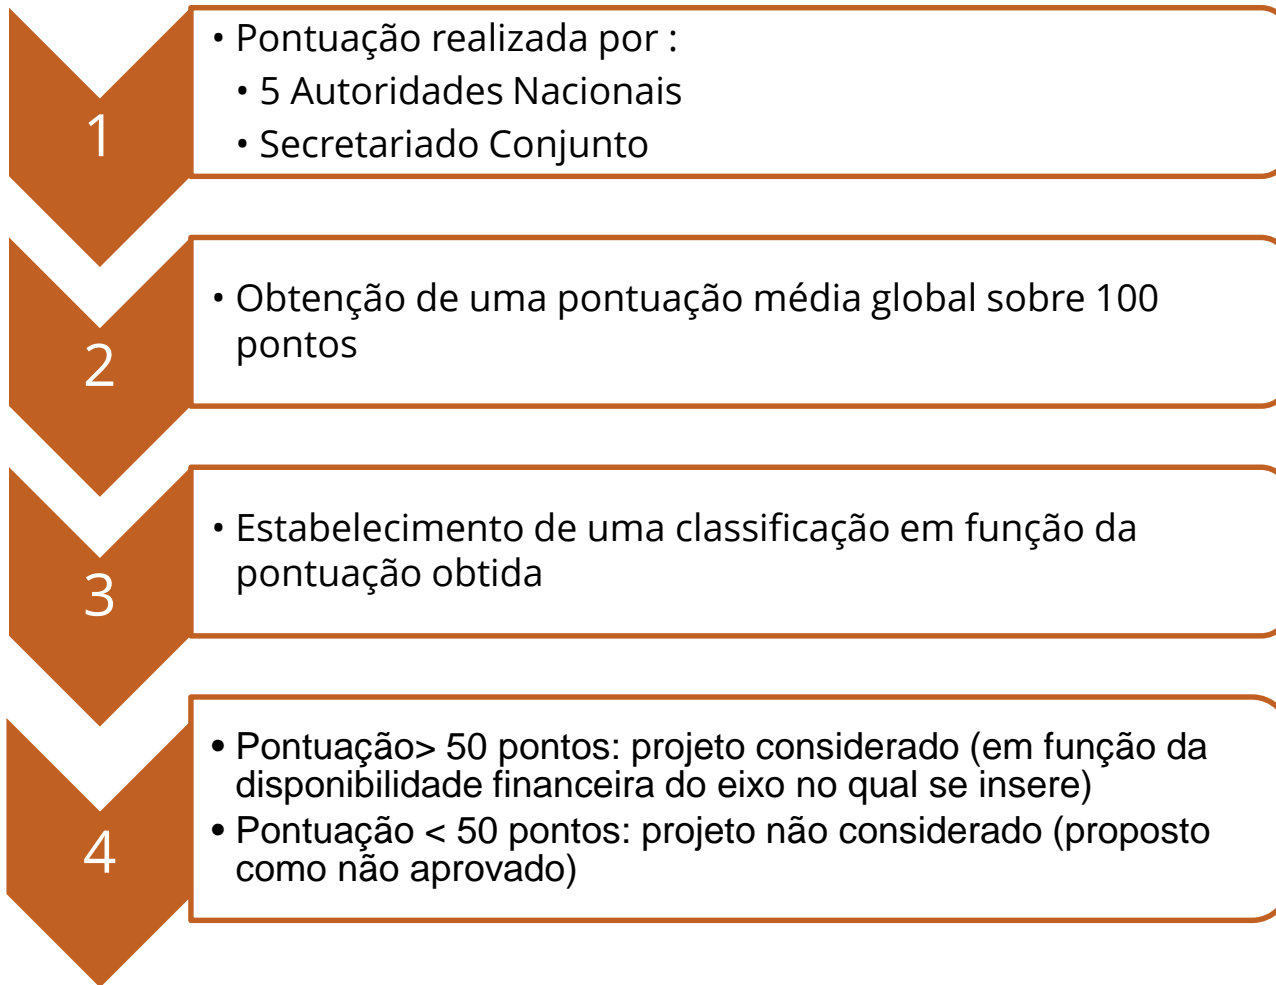 1
• Pontuação realizada por :
• 5 Autoridades Nacionais
• Secretariado Conjunto
2
• Obtenção de uma pontuação média global sobre 100
pontos
3
• Estabelecimento de uma classificação em função da
pontuação obtida
4
• Pontuação> 50 pontos: projeto considerado (em função da
disponibilidade financeira do eixo no qual se insere)
• Pontuação < 50 pontos: projeto não considerado (proposto
como não aprovado)